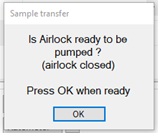 Sample transfer
Is Airlock ready to be
pumped ?
(airlock closed)
Press OK when ready
OK